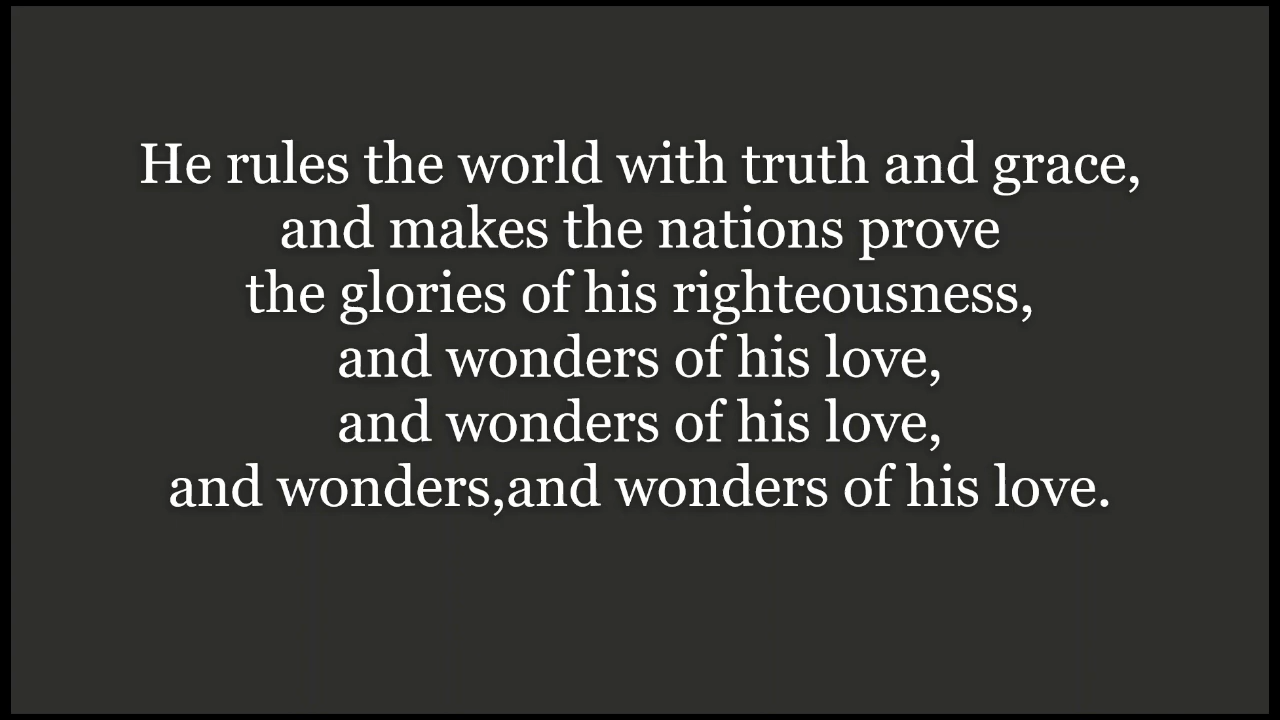 He rules the world with truth and grace,
and makes the nations prove
the glories of his righteousness,
and wonders of his love,
and wonders of his love,
and wonders,and wonders of his love.